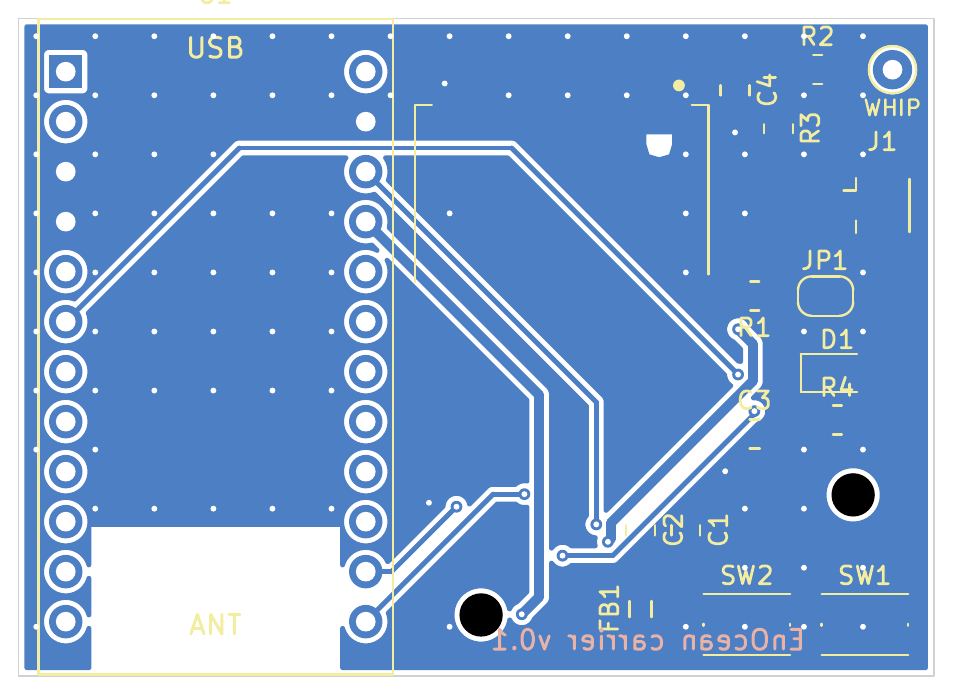 USB
R2
C4
WHIP
R3
J1
JP1
R1
D1
R4
C3
C2
C1
SW2
SW1
FB1
ANT
EnOcean carrier v0.1